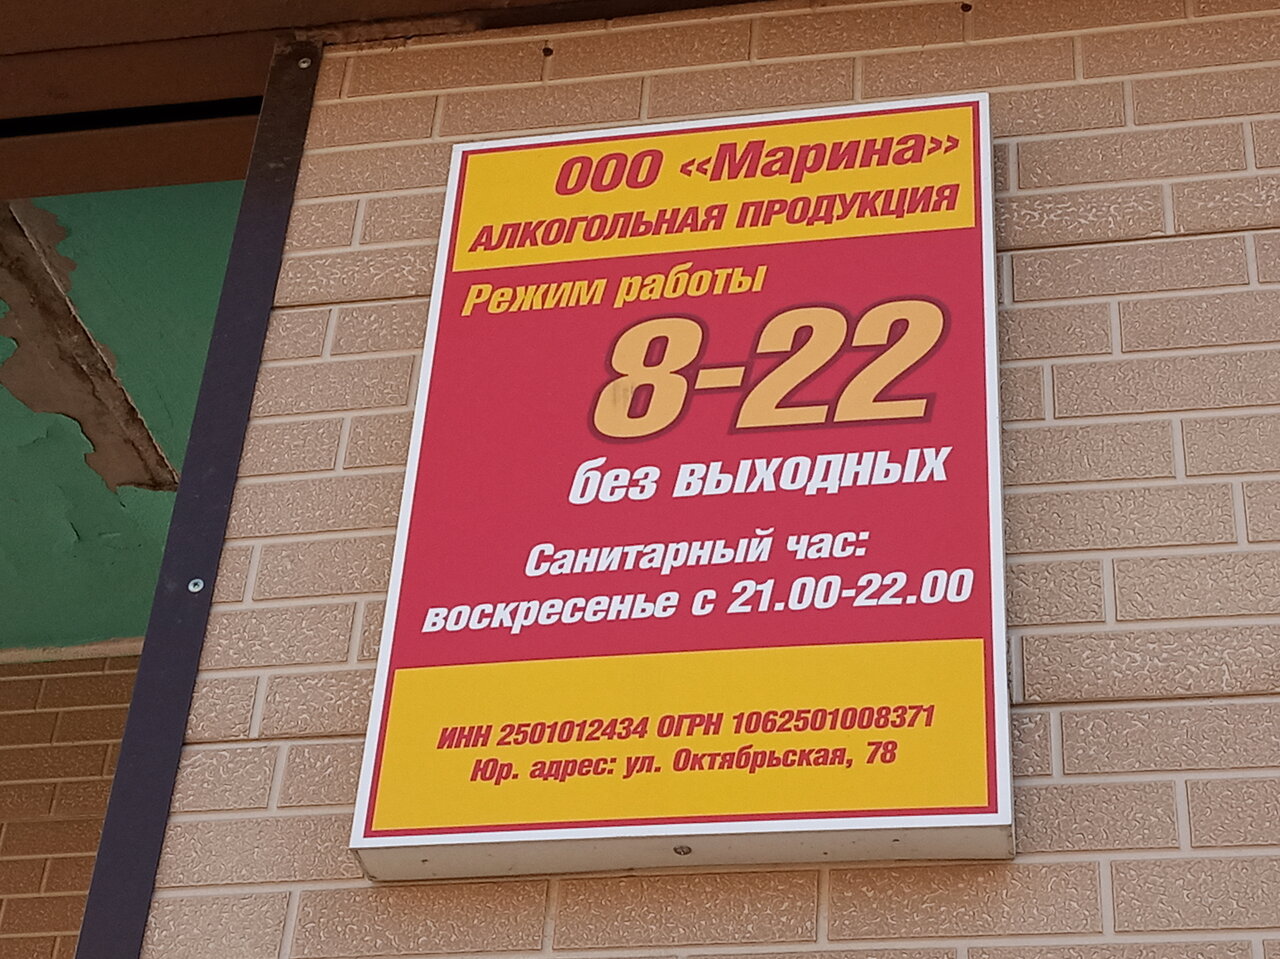 ООО «Марина»
АЛКОГОЛЬНАЯ ПРОДУКЦИЯ
Режим работы
8-22
без выходных
Санитарный час:
воскресенье с 21.00-22.00
ИНН 2501012434 ОГРН 1062501008371
Юр. адрес: ул. Октябрьская, 78